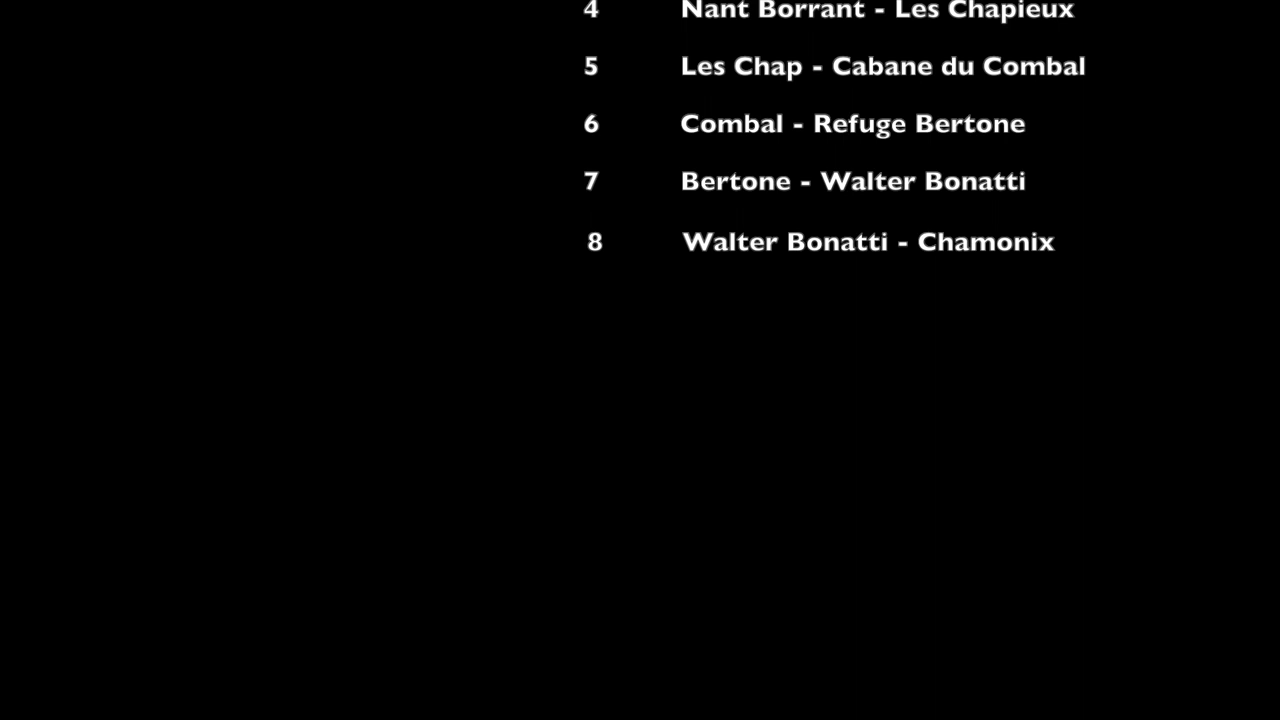 4 Nant Borrant - Les Chapieux
5 Les Chap - Cabane du Combal
6 Combal - Refuge Bertone
7 Bertone - Walter Bonatti
8 Walter Bonatti - Chamonix